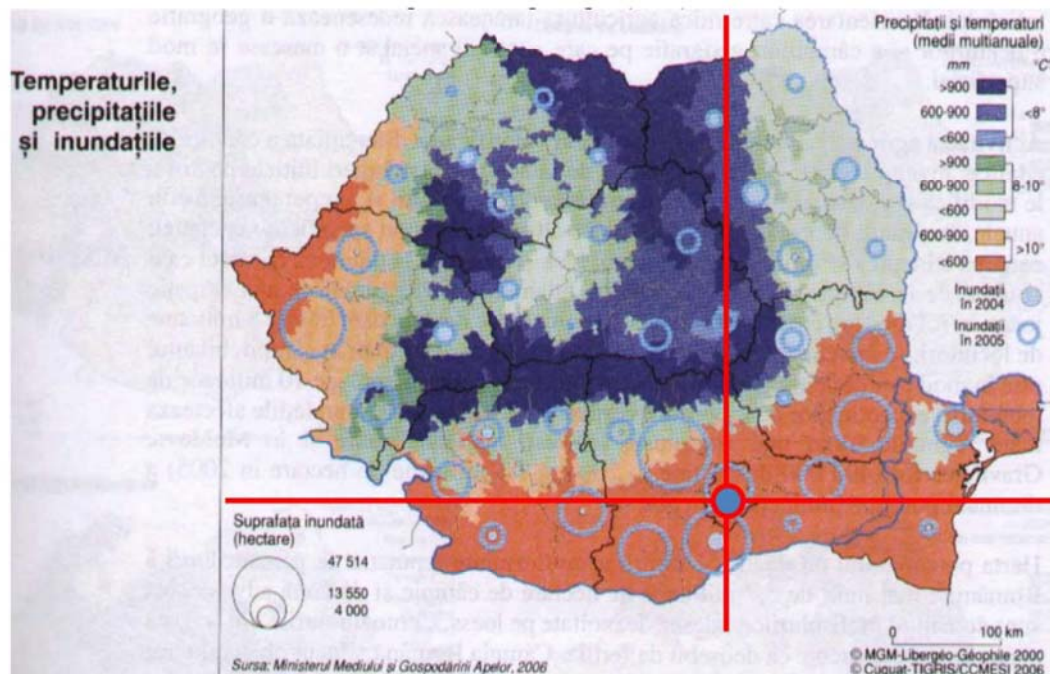 Temperaturile,
precipitațiile
și inundațiile
Precipitații și temperaturi
(medii multianuale)
mm °C
>900
600-900 <8°
<600
>900
600-900 8-10°
<600
600-900 >10°
<600
Inundații
în 2004
Inundații
în 2005
Suprafața inundată
(hectare)
47 514
13 550
4 000
Sursa: Ministerul Mediului și Gospodăririi Apelor, 2006
0 100 km
© MGM-Libergéo-Géophile 2000
© Cuguat-TIGRIS/CCMESI 2006